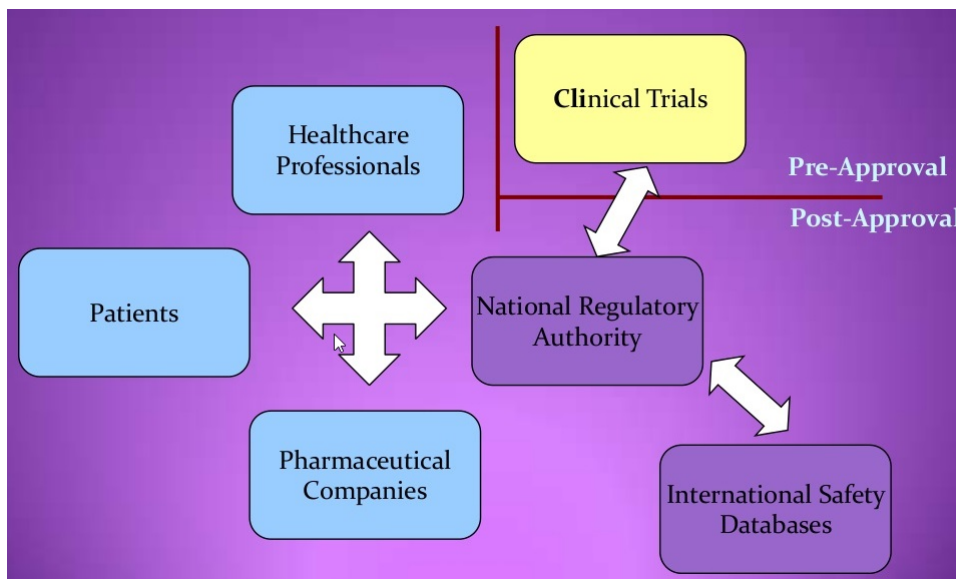 Clinical Trials
Healthcare
Professionals
Pre-Approval
Post-Approval
Patients
National Regulatory
Authority
Pharmaceutical
Companies
International Safety
Databases